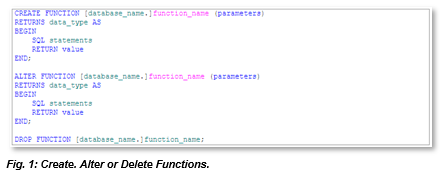 CREATE FUNCTION [database_name.]function_name (parameters)
RETURNS data_type AS
BEGIN
SQL statements
RETURN value
END;
ALTER FUNCTION [database_name.]function_name (parameters)
RETURNS data_type AS
BEGIN
SQL statements
RETURN value
END;
DROP FUNCTION [database_name.]function_name;
Fig. 1: Create. Alter or Delete Functions.